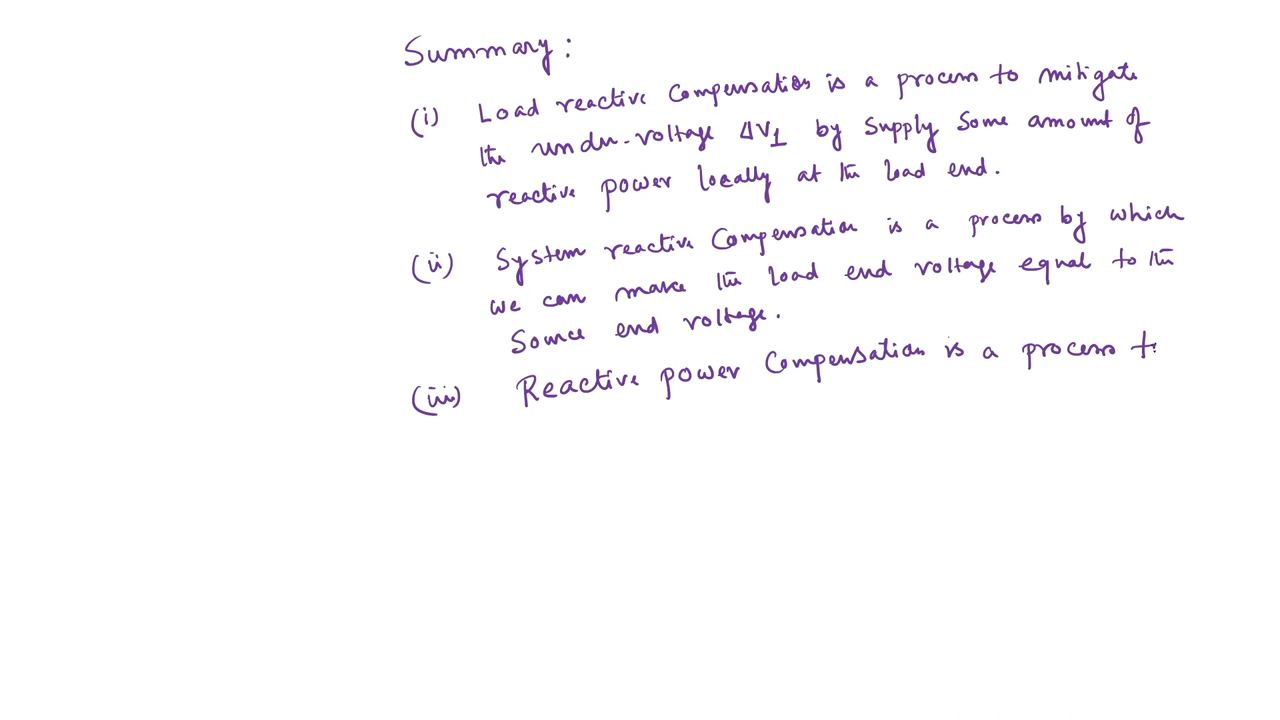 Summary :
(i) Load reactive Compensation is a process to mitigate
the under-voltage ΔV⊥ by Supply Some amount of
reactive power locally at the load end.
(ii) System reactive Compensation is a process by which
we can make the load end voltage equal to the
Source end voltage.
(iii) Reactive power Compensation is a process t